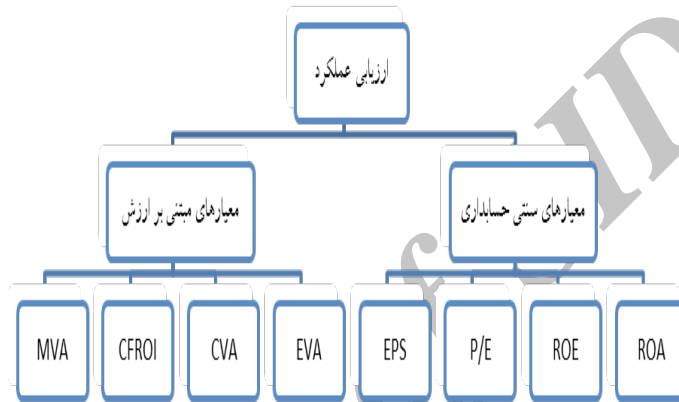 ارزیابی عملکرد
معیارهای سنتی حسابداری
معیارهای مبتنی بر ارزش
ROA
ROE
P/E
EPS
EVA
CVA
CFROI
MVA